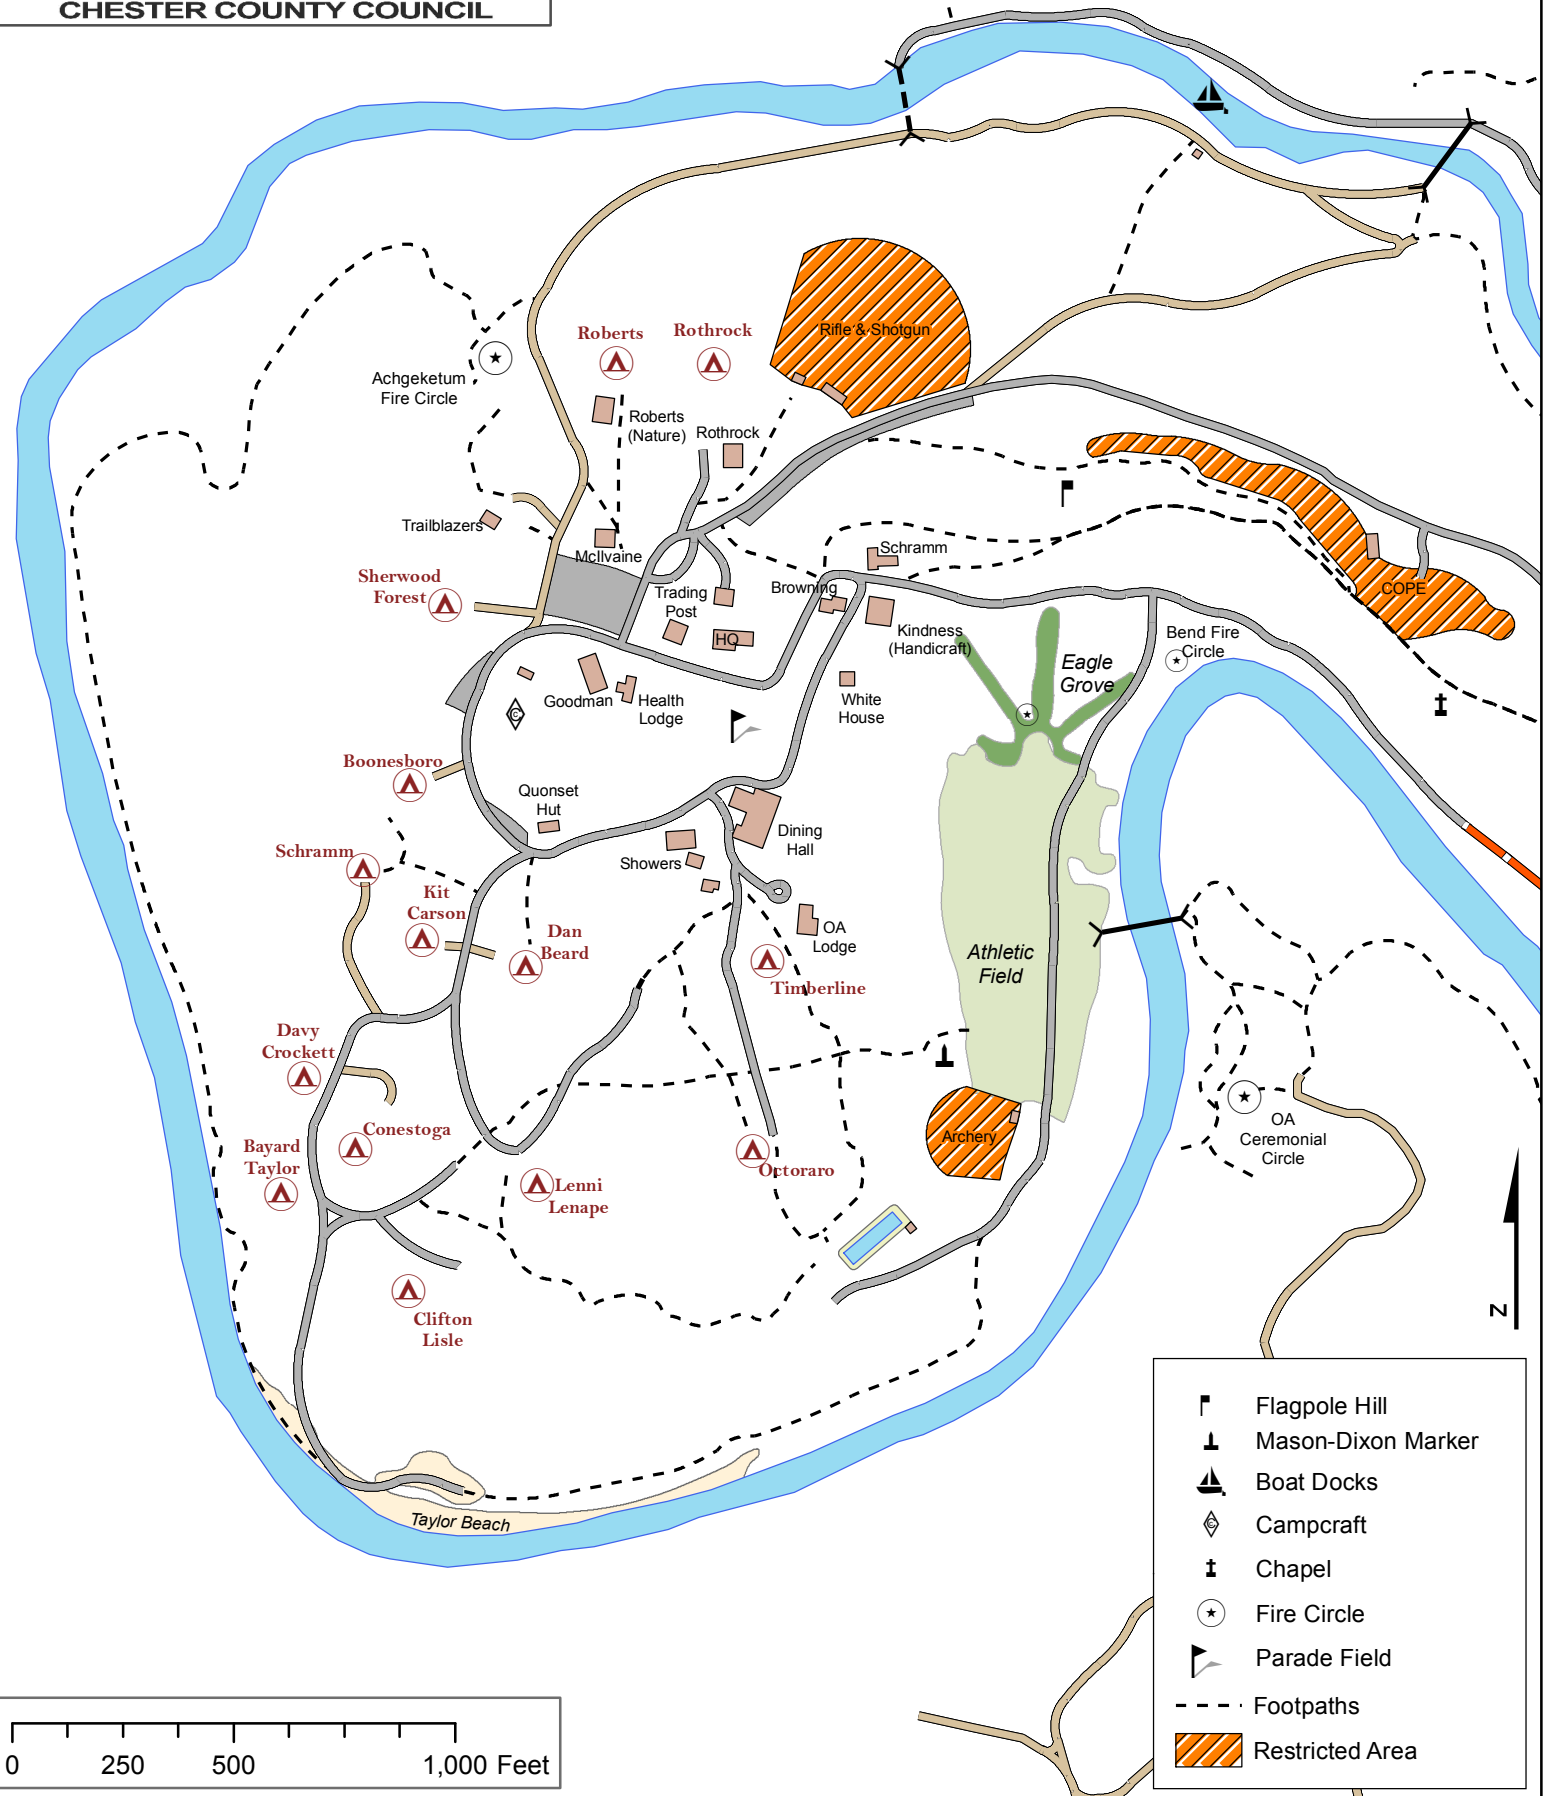 CHESTER COUNTY COUNCIL
Rifle & Shotgun
Roberts
Rothrock
Achgeketum
Fire Circle
Roberts
(Nature)
Rothrock
Trailblazers
McIlvaine
Schramm
Sherwood
Forest
Trading
Post
Browning
COPE
HQ
Kindness
(Handicraft)
Bend Fire
Circle
Eagle
Grove
Goodman
Health
Lodge
White
House
C
Boonesboro
Quonset
Hut
Dining
Hall
Showers
Schramm
Kit
Carson
Dan
Beard
OA
Lodge
Athletic
Field
Timberline
Davy
Crockett
Conestoga
Archery
OA
Ceremonial
Circle
Bayard
Taylor
Octoraro
Lenni
Lenape
Clifton
Lisle
N
Taylor Beach
Flagpole Hill
Mason-Dixon Marker
Boat Docks
Campcraft
Chapel
Fire Circle
Parade Field
Footpaths
Restricted Area
0 250 500 1,000 Feet